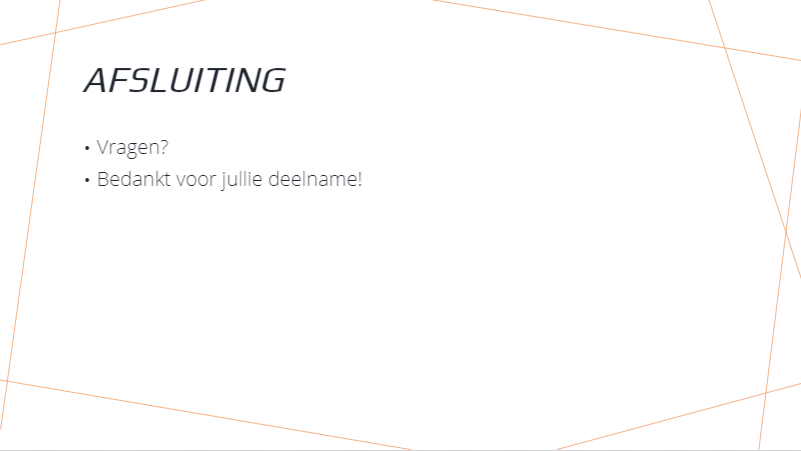 AFSLUITING
• Vragen?
• Bedankt voor jullie deelname!